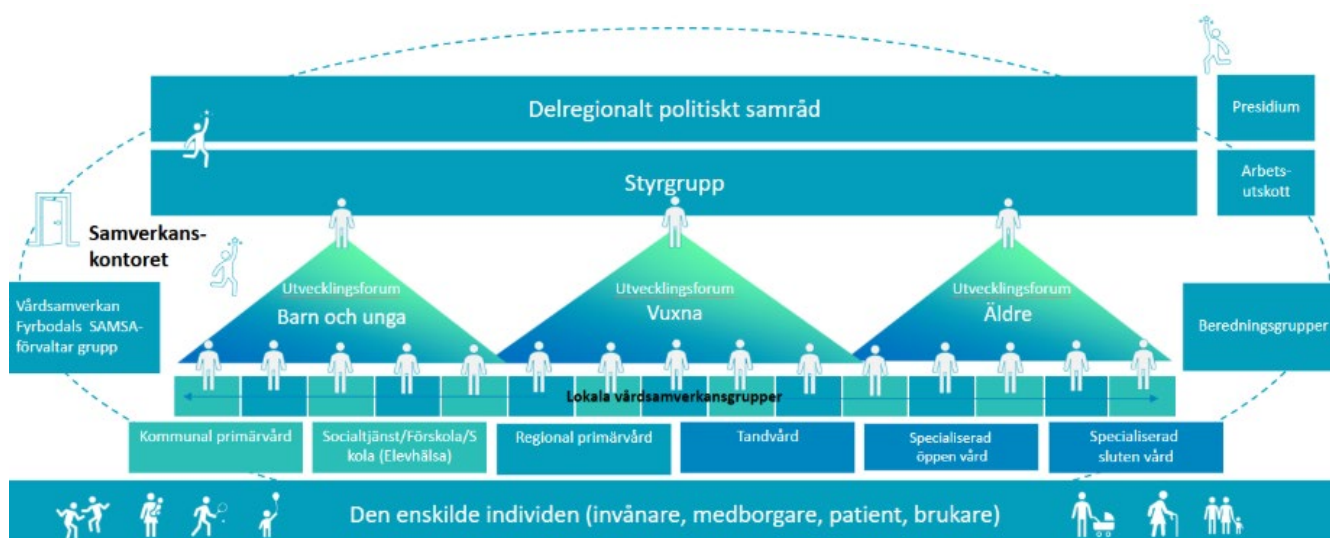 Delregionalt politiskt samråd
Presidium
Styrgrupp
Arbets-
utskott
Samverkans-
kontoret
Utvecklingsforum
Barn och unga
Utvecklingsforum
Vuxna
Utvecklingsforum
Äldre
Vårdsamverkan
Fyrbodals SAMSA-
förvaltar grupp
Beredningsgrupper
Lokala vårdsamverkansgrupper
Kommunal primärvård
Socialtjänst/Förskola/S
kola (Elevhälsa)
Regional primärvård
Tandvård
Specialiserad
öppen vård
Specialiserad
sluten vård
Den enskilde individen (invånare, medborgare, patient, brukare)